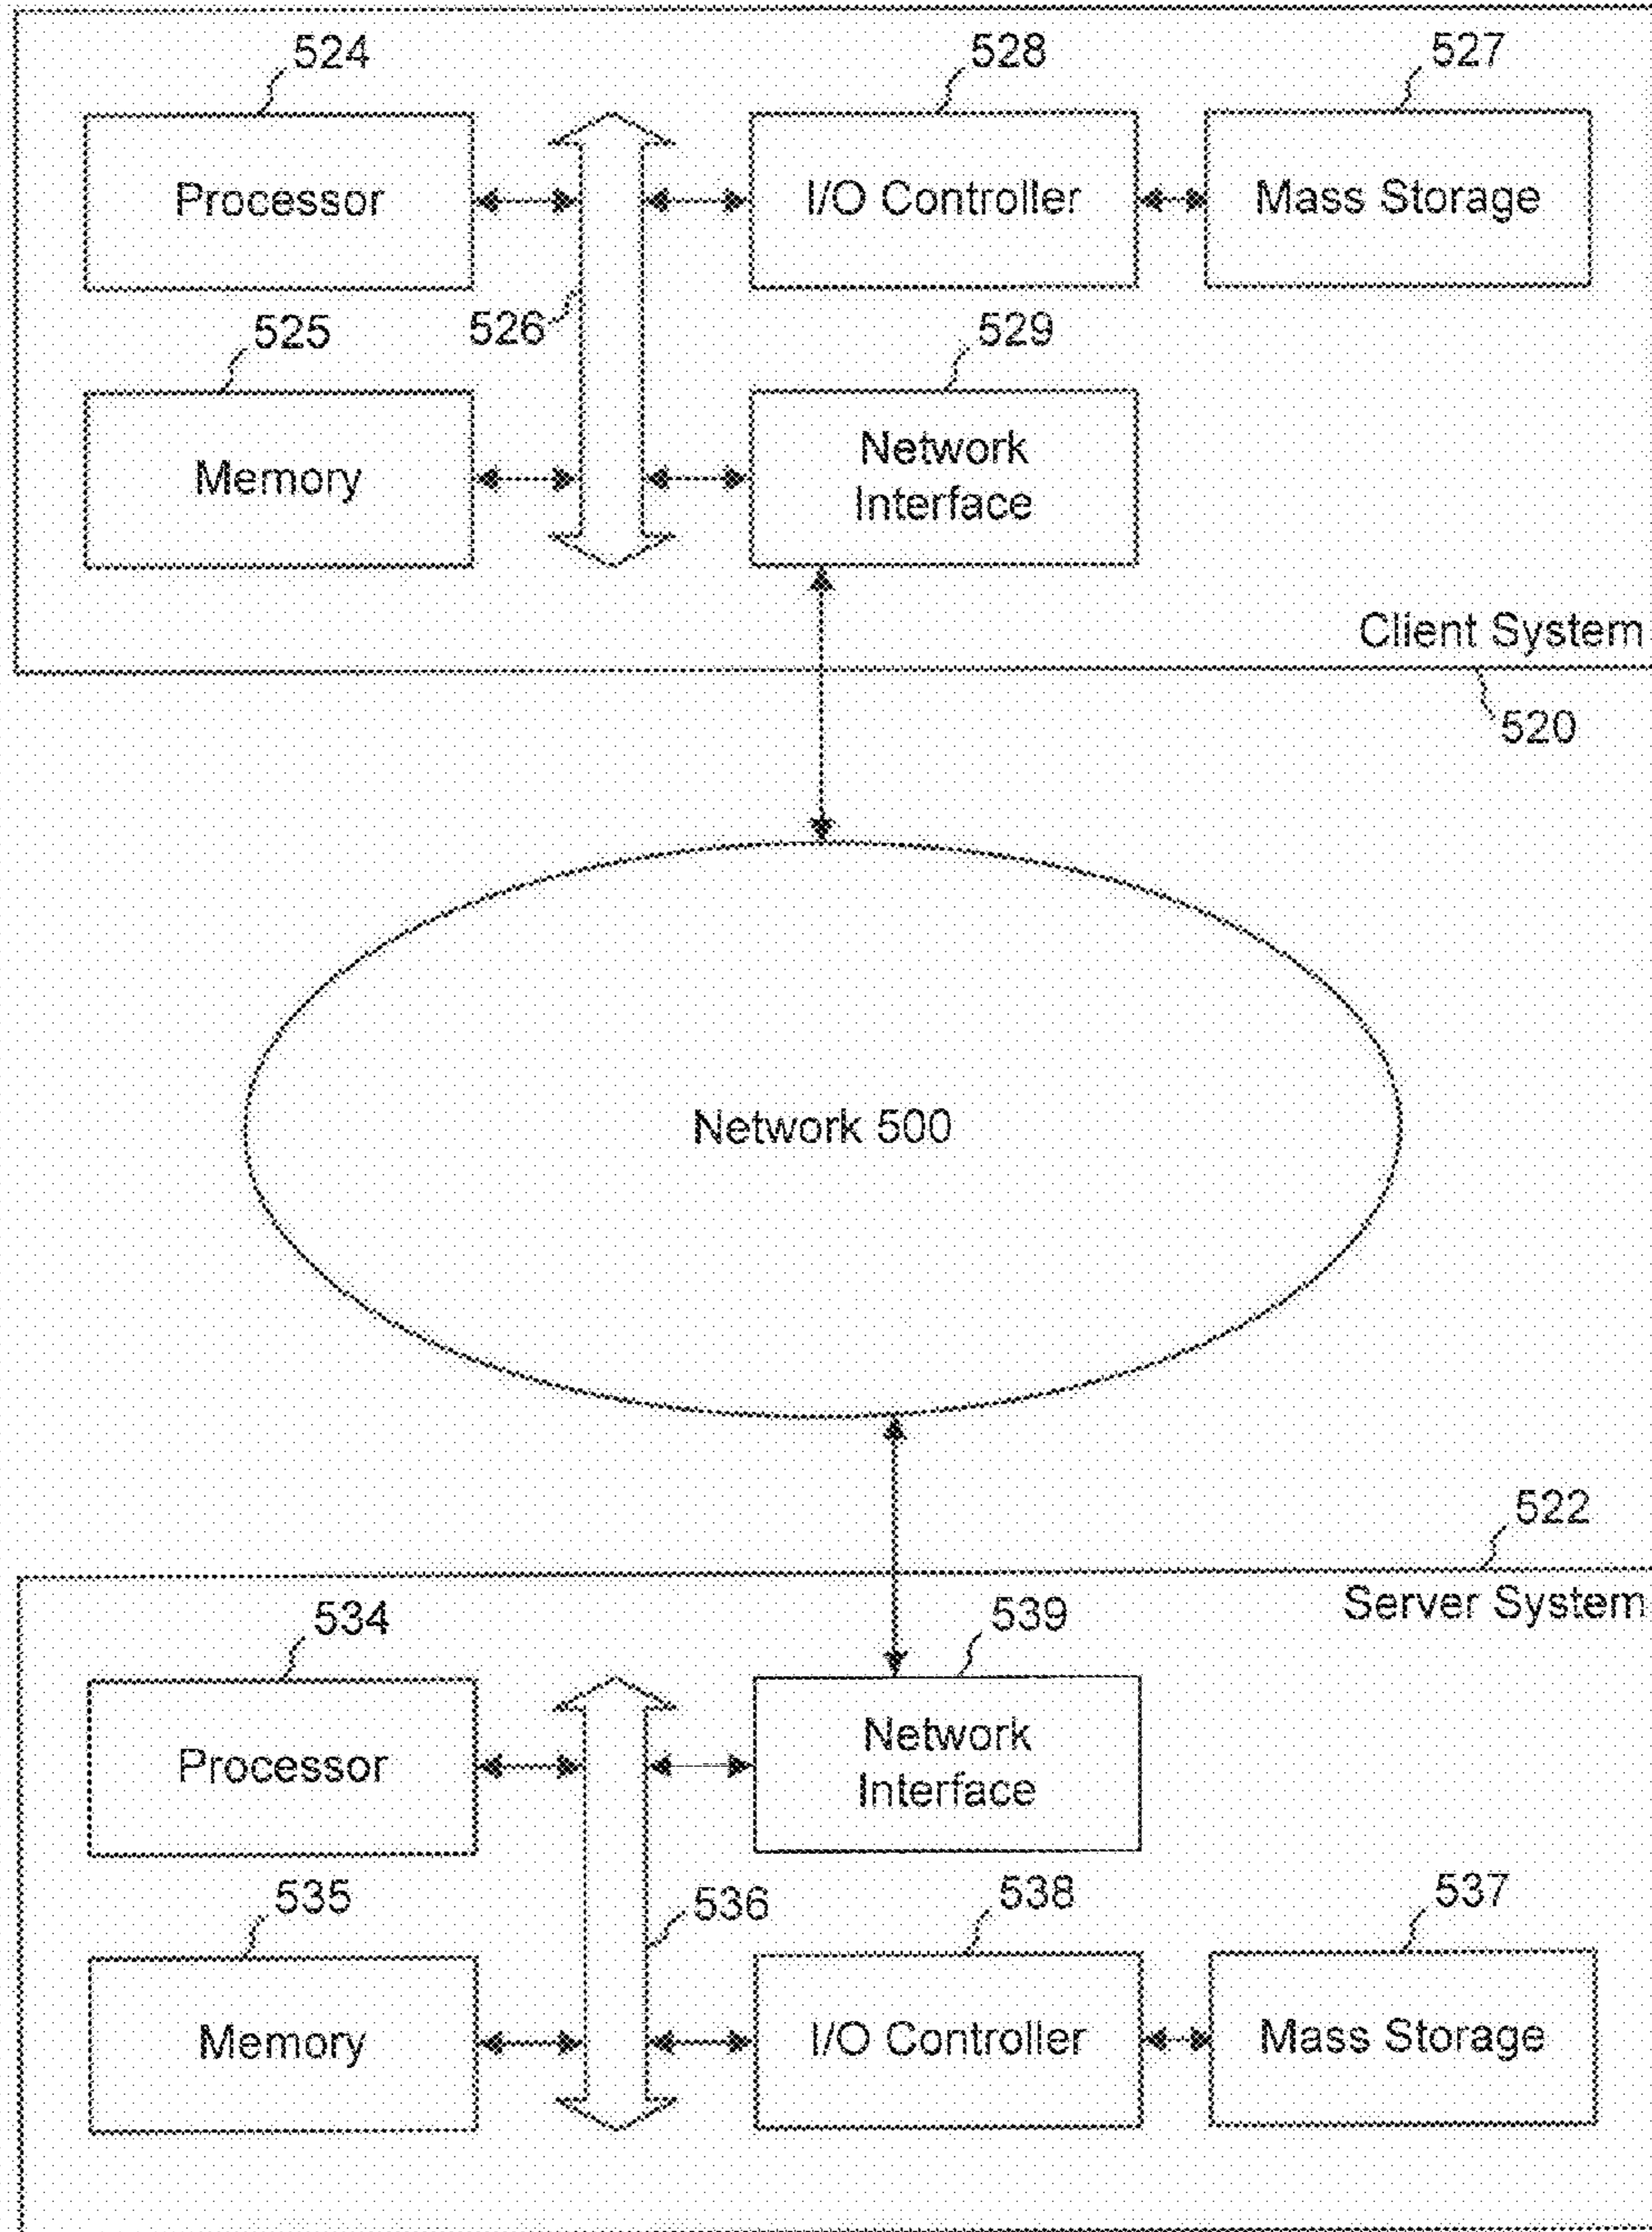 524
528
527
Processor
I/O Controller
Mass Storage
525
526
529
Memory
Network
Interface
Client System
520
Network 500
522
Server System
534
539
Processor
Network
Interface
535
536
538
537
Memory
I/O Controller
Mass Storage